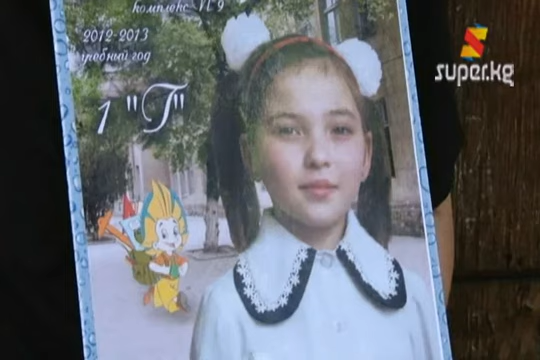 комплекс № 9
2012-2013
учебный год
1 "Г"
super.kg